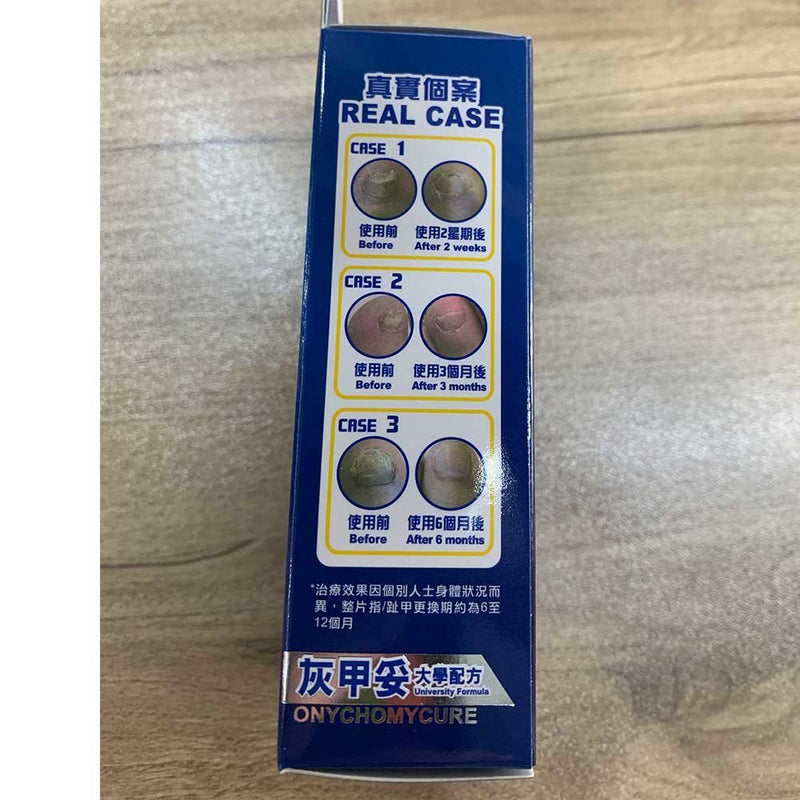 真實個案
REAL CASE
CASE 1
使用前 使用2星期後
Before After 2 weeks
CASE 2
使用前 使用3個月後
Before After 3 months
CASE 3
使用前 使用6個月後
Before After 6 months
*治療效果因個別人士身體狀況而
異，整片指/趾甲更換期約為6至
12個月
灰甲妥 大學配方
University Formula
ONYCHOMYCURE